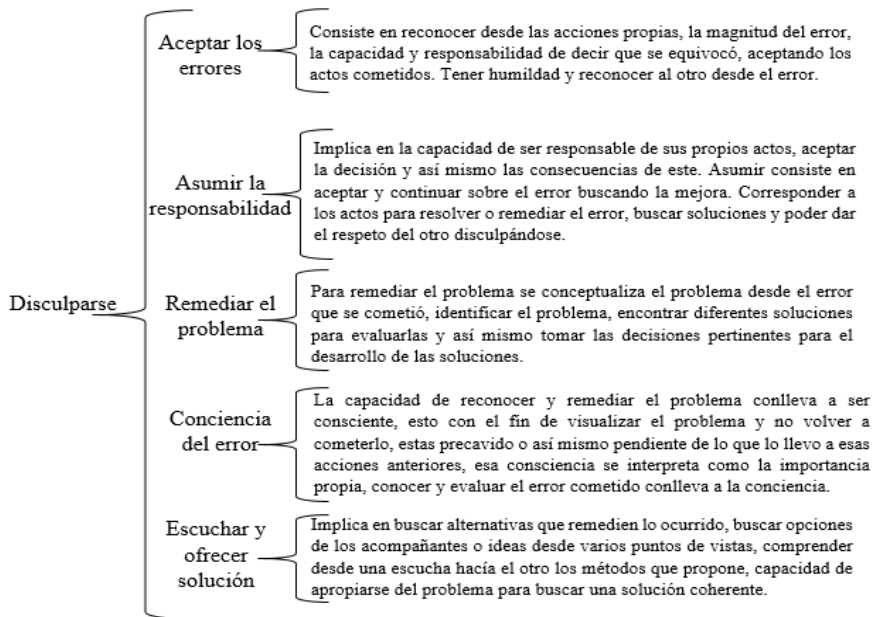 Disculparse
Aceptar los
errores
Consiste en reconocer desde las acciones propias, la magnitud del error,
la capacidad y responsabilidad de decir que se equivocó, aceptando los
actos cometidos. Tener humildad y reconocer al otro desde el error.
Asumir la
responsabilidad
Implica en la capacidad de ser responsable de sus propios actos, aceptar
la decisión y así mismo las consecuencias de este. Asumir consiste en
aceptar y continuar sobre el error buscando la mejora. Corresponder a
los actos para resolver o remediar el error, buscar soluciones y poder dar
el respeto del otro disculpándose.
Remediar el
problema
Para remediar el problema se conceptualiza el problema desde el error
que se cometió, identificar el problema, encontrar diferentes soluciones
para evaluarlas y así mismo tomar las decisiones pertinentes para el
desarrollo de las soluciones.
Conciencia
del error
La capacidad de reconocer y remediar el problema conlleva a ser
consciente, esto con el fin de visualizar el problema y no volver a
cometerlo, estas precavido o así mismo pendiente de lo que lo llevo a esas
acciones anteriores, esa consciencia se interpreta como la importancia
propia, conocer y evaluar el error cometido conlleva a la conciencia.
Escuchar y
ofrecer
solución
Implica en buscar alternativas que remedien lo ocurrido, buscar opciones
de los acompañantes o ideas desde varios puntos de vistas, comprender
desde una escucha hacía el otro los métodos que propone, capacidad de
apropiarse del problema para buscar una solución coherente.